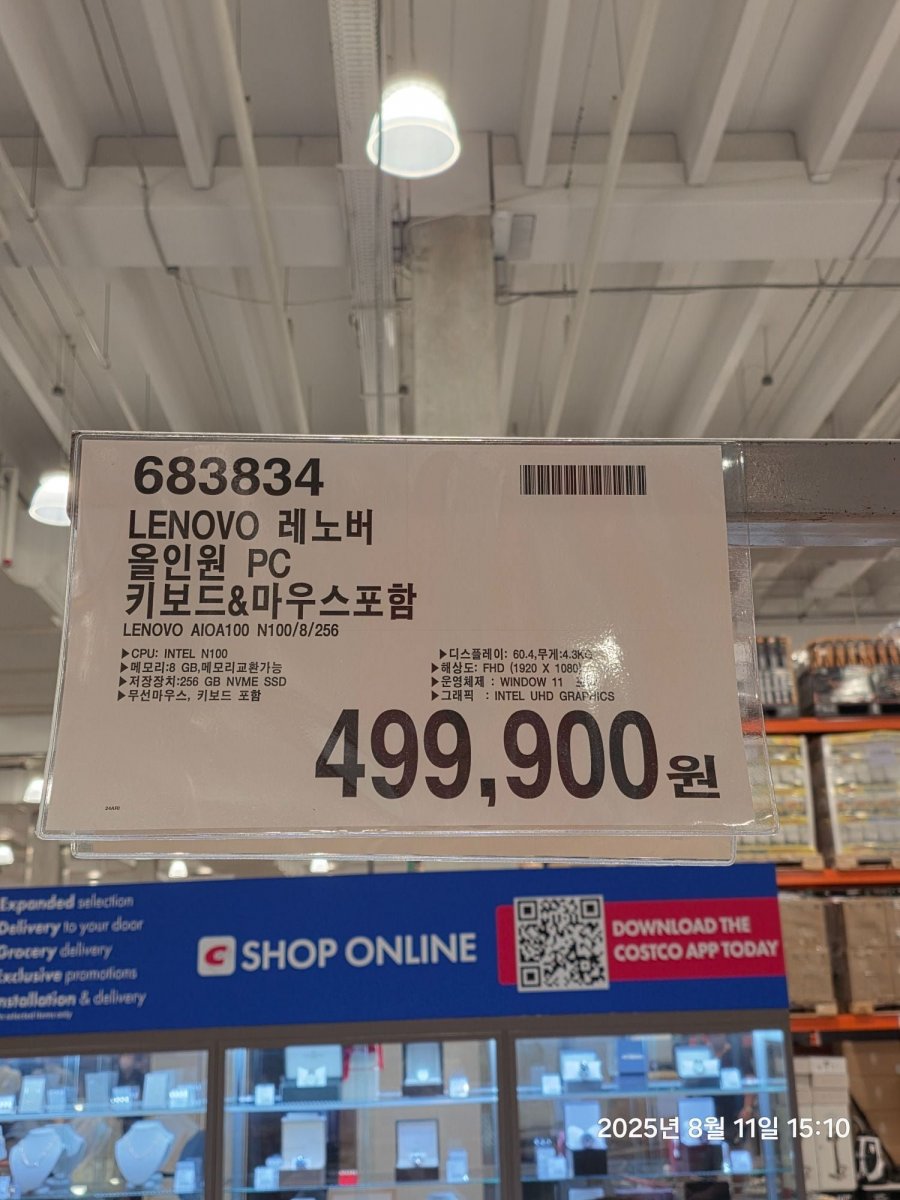 683834
LENOVO 레노버
올인원 PC
키보드&마우스포함
LENOVO AIOA100 N100/8/256
▶CPU: INTEL N100
▶메모리:8 GB,메모리교환가능
▶저장장치:256 GB NVME SSD
▶무선마우스, 키보드 포함
▶디스플레이: 60.4,무게:4.3KG
▶해상도: FHD (1920 X 1080)
▶운영체제 : WINDOW 11
▶그래픽 : INTEL UHD GRAPHICS
499,900원
Expanded selection
Delivery to your door
Grocery delivery
Exclusive promotions
Installation & delivery
SHOP ONLINE
DOWNLOAD THE
COSTCO APP TODAY
2025년 8월 11일 15:10